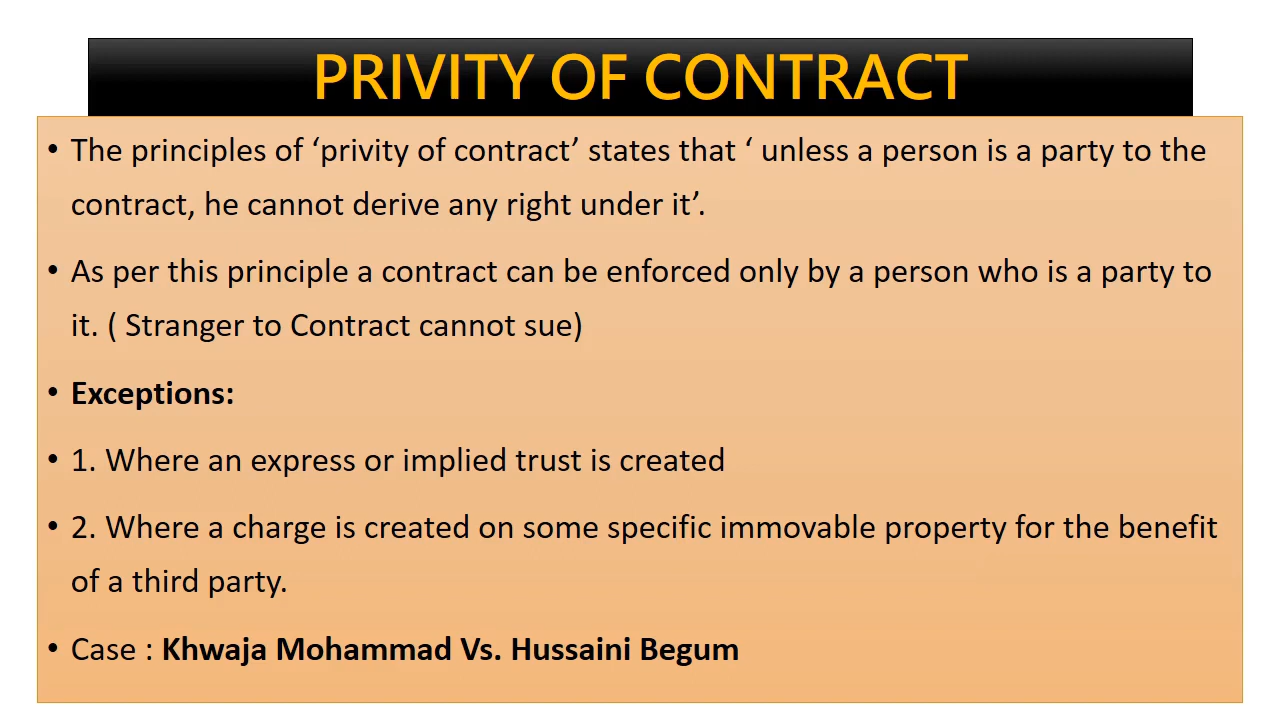 PRIVITY OF CONTRACT
• The principles of ‘privity of contract’ states that ‘ unless a person is a party to the
contract, he cannot derive any right under it’.
• As per this principle a contract can be enforced only by a person who is a party to
it. ( Stranger to Contract cannot sue)
• Exceptions:
• 1. Where an express or implied trust is created
• 2. Where a charge is created on some specific immovable property for the benefit
of a third party.
• Case : Khwaja Mohammad Vs. Hussaini Begum